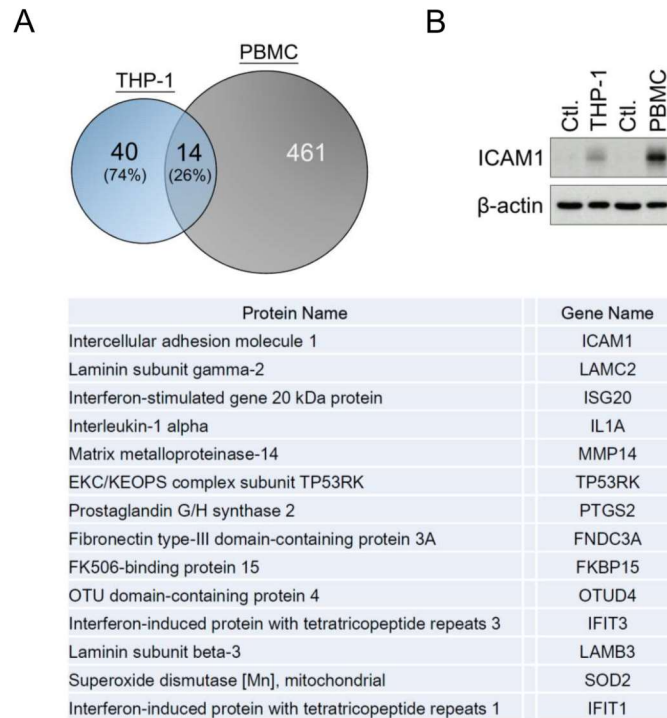 A
B
THP-1
PBMC
40
(74%)
14
(26%)
461
Ctl.
THP-1
Ctl.
PBMC
ICAM1
β-actin
Protein Name Gene Name
Intercellular adhesion molecule 1 ICAM1
Laminin subunit gamma-2 LAMC2
Interferon-stimulated gene 20 kDa protein ISG20
Interleukin-1 alpha IL1A
Matrix metalloproteinase-14 MMP14
EKC/KEOPS complex subunit TP53RK TP53RK
Prostaglandin G/H synthase 2 PTGS2
Fibronectin type-III domain-containing protein 3A FNDC3A
FK506-binding protein 15 FKBP15
OTU domain-containing protein 4 OTUD4
Interferon-induced protein with tetratricopeptide repeats 3 IFIT3
Laminin subunit beta-3 LAMB3
Superoxide dismutase [Mn], mitochondrial SOD2
Interferon-induced protein with tetratricopeptide repeats 1 IFIT1